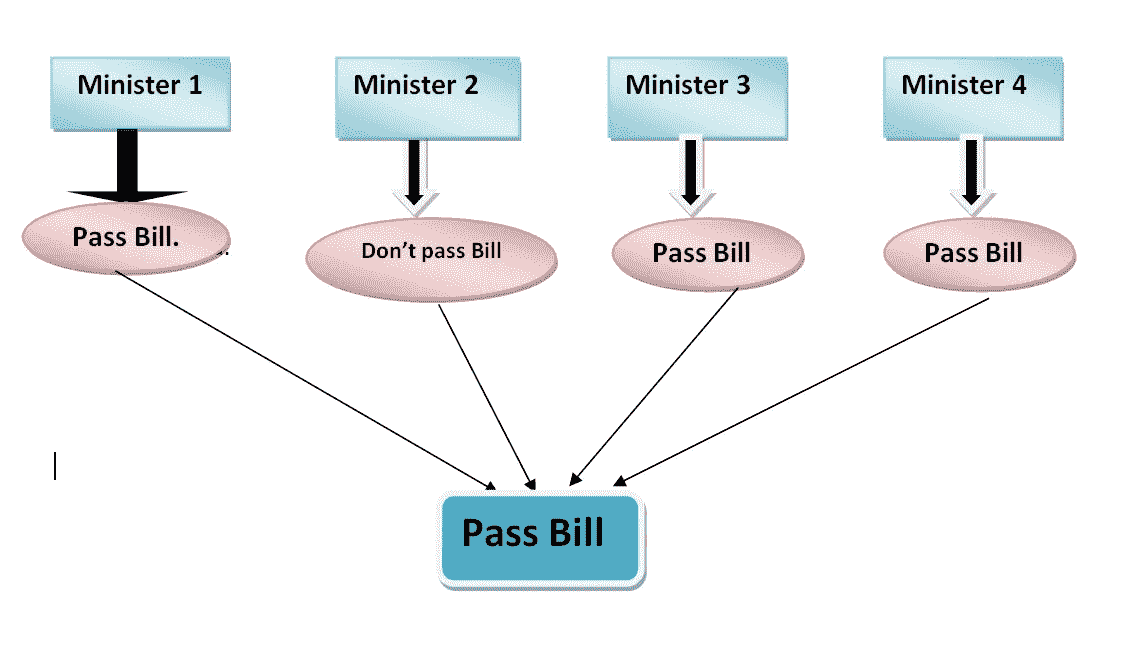 Minister 1
Minister 2
Minister 3
Minister 4
Pass Bill.
Don’t pass Bill
Pass Bill
Pass Bill
Pass Bill